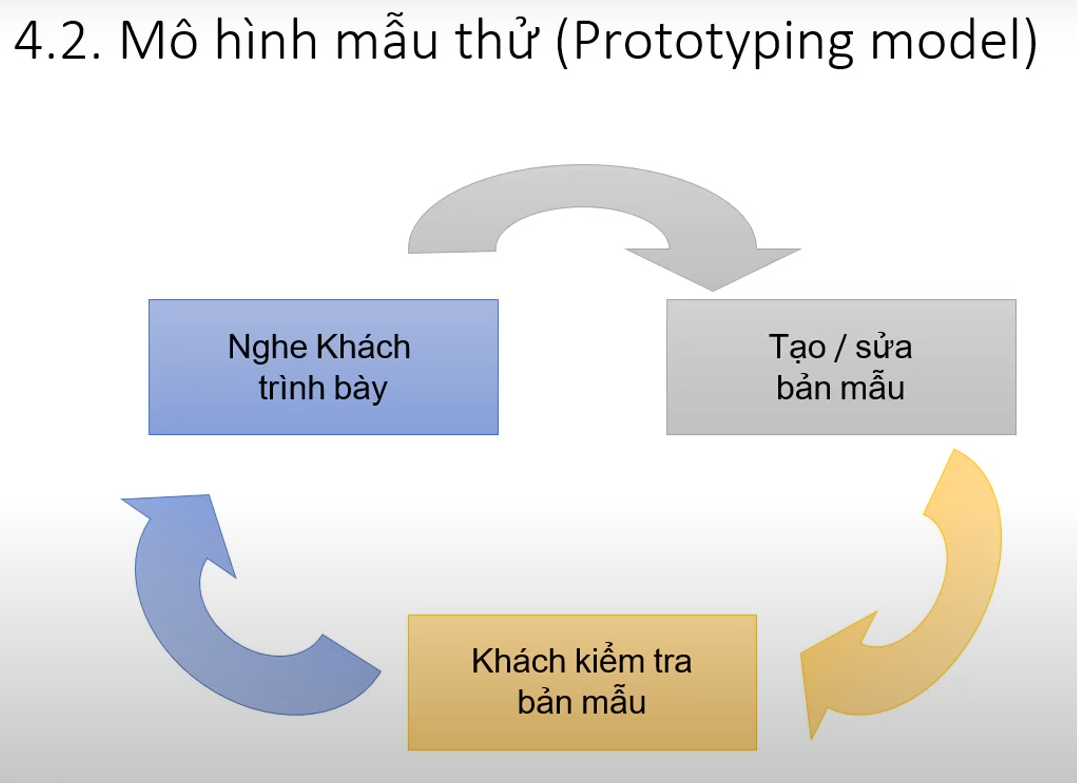 4.2. Mô hình mẫu thử (Prototyping model)
Nghe Khách
trình bày
Tạo / sửa
bản mẫu
Khách kiểm tra
bản mẫu